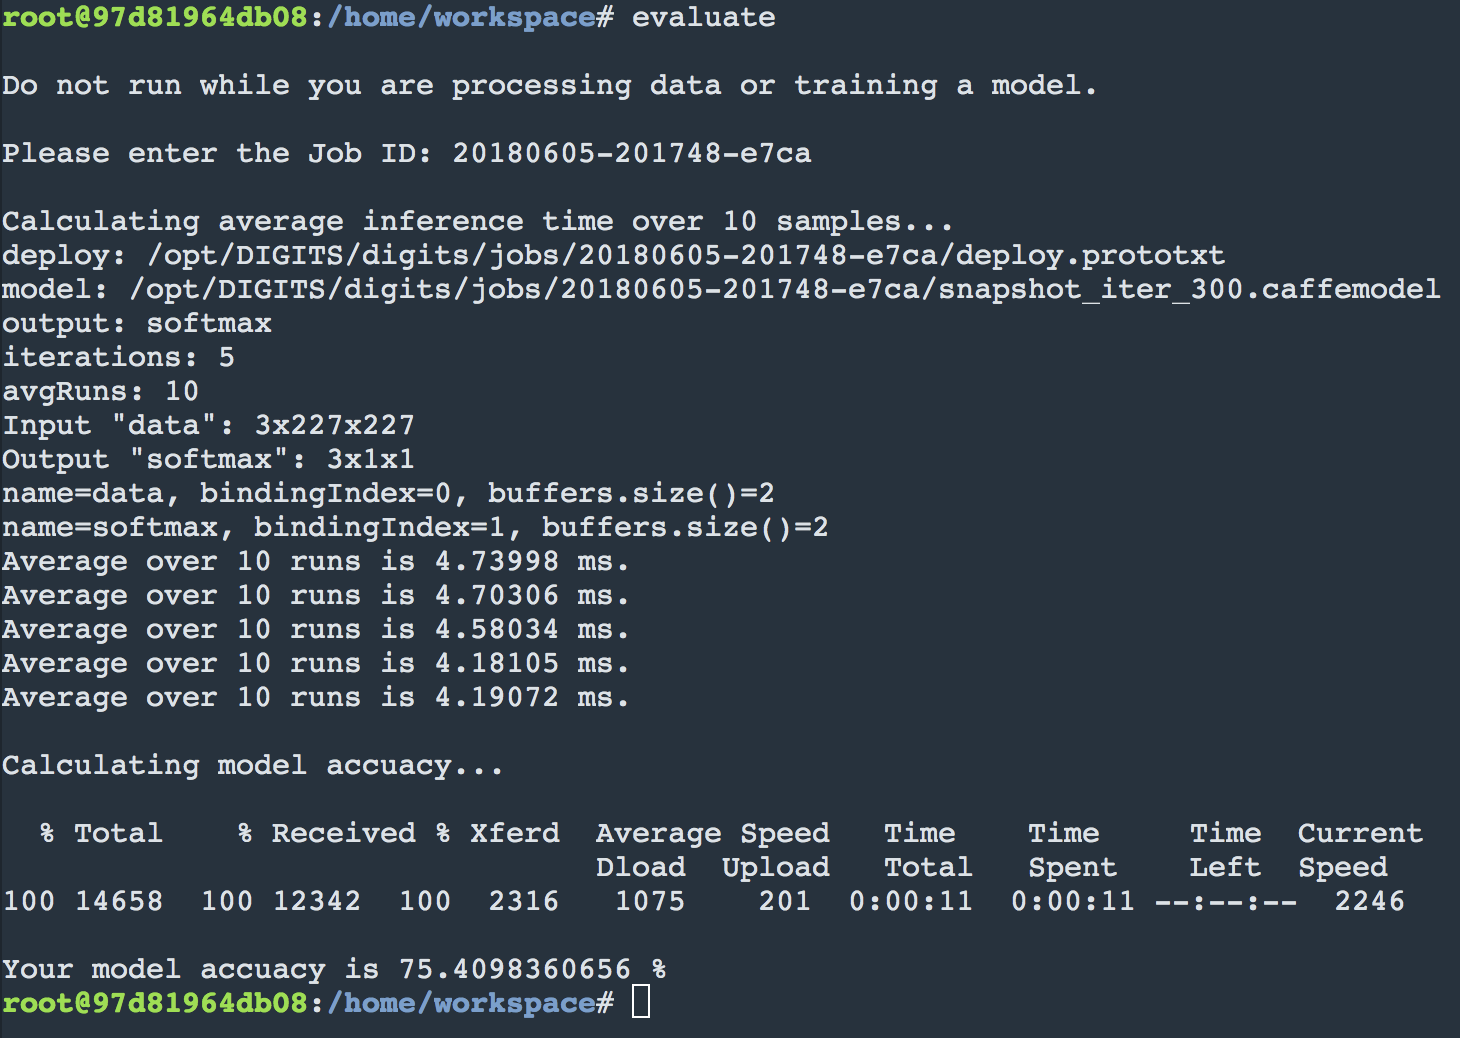 root@97d81964db08:/home/workspace# evaluate
Do not run while you are processing data or training a model.
Please enter the Job ID: 20180605-201748-e7ca
Calculating average inference time over 10 samples...
deploy: /opt/DIGITS/digits/jobs/20180605-201748-e7ca/deploy.prototxt
model: /opt/DIGITS/digits/jobs/20180605-201748-e7ca/snapshot_iter_300.caffemodel
output: softmax
iterations: 5
avgRuns: 10
Input "data": 3x227x227
Output "softmax": 3x1x1
name=data, bindingIndex=0, buffers.size()=2
name=softmax, bindingIndex=1, buffers.size()=2
Average over 10 runs is 4.73998 ms.
Average over 10 runs is 4.70306 ms.
Average over 10 runs is 4.58034 ms.
Average over 10 runs is 4.18105 ms.
Average over 10 runs is 4.19072 ms.
Calculating model accuacy...
% Total % Received % Xferd Average Speed Time Time Time Current
Dload Upload Total Spent Left Speed
100 14658 100 12342 100 2316 1075 201 0:00:11 0:00:11 --:--:-- 2246
Your model accuacy is 75.4098360656 %
root@97d81964db08:/home/workspace#